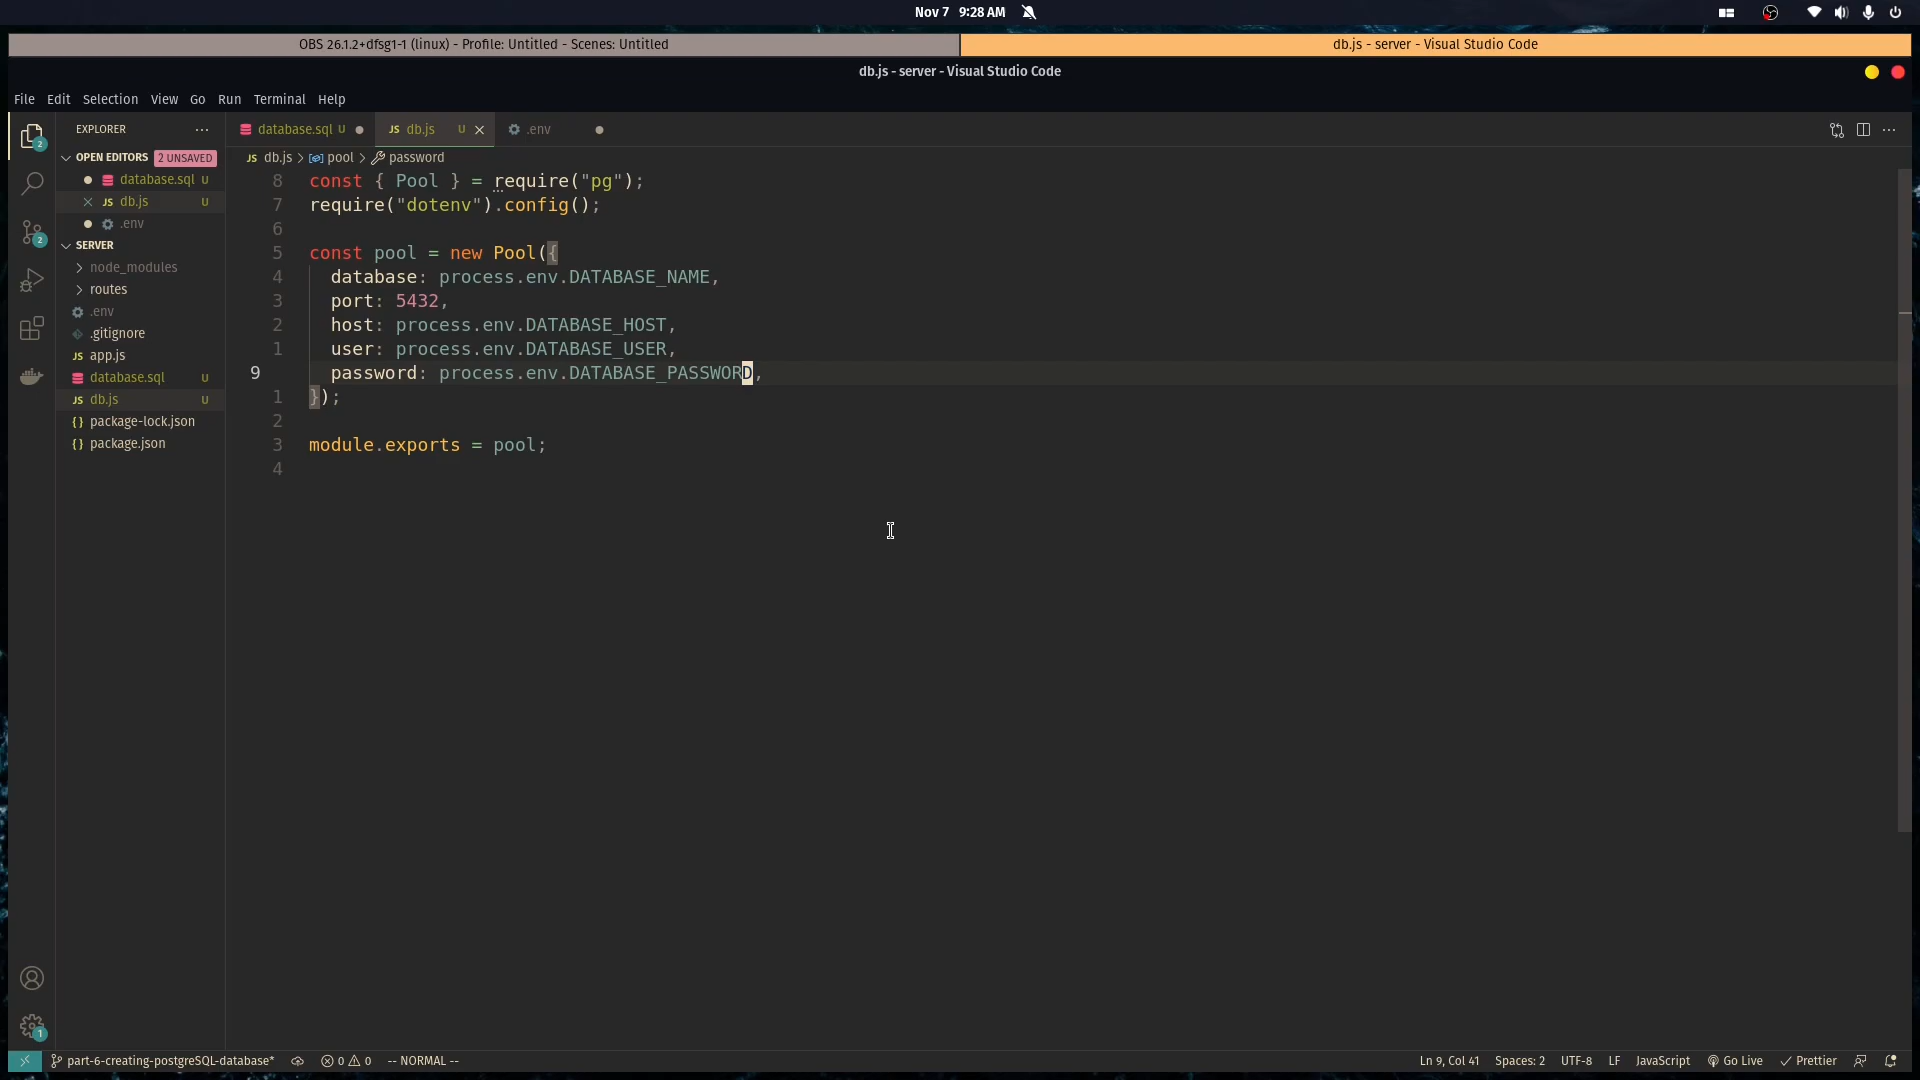 Nov 7 9:28 AM
OBS 26.1.2+dfsg1-1 (linux) - Profile: Untitled - Scenes: Untitled
db.js - server - Visual Studio Code
db.js - server - Visual Studio Code
File Edit Selection View Go Run Terminal Help
EXPLORER
OPEN EDITORS 2 UNSAVED
database.sql U
JS db.js U
.env
SERVER
node_modules
routes
.env
.gitignore
JS app.js
database.sql U
JS db.js U
{} package-lock.json
{} package.json
2
2
1
database.sql U
JS db.js U
.env
JS db.js > pool > password
8 const { Pool } = require("pg");
7 require("dotenv").config();
6
5 const pool = new Pool({
4 database: process.env.DATABASE_NAME,
3 port: 5432,
2 host: process.env.DATABASE_HOST,
1 user: process.env.DATABASE_USER,
9 password: process.env.DATABASE_PASSWORD,
1 });
2
3 module.exports = pool;
4
part-6-creating-postgreSQL-database* 0 0 -- NORMAL -- Ln 9, Col 41 Spaces: 2 UTF-8 LF JavaScript Go Live Prettier